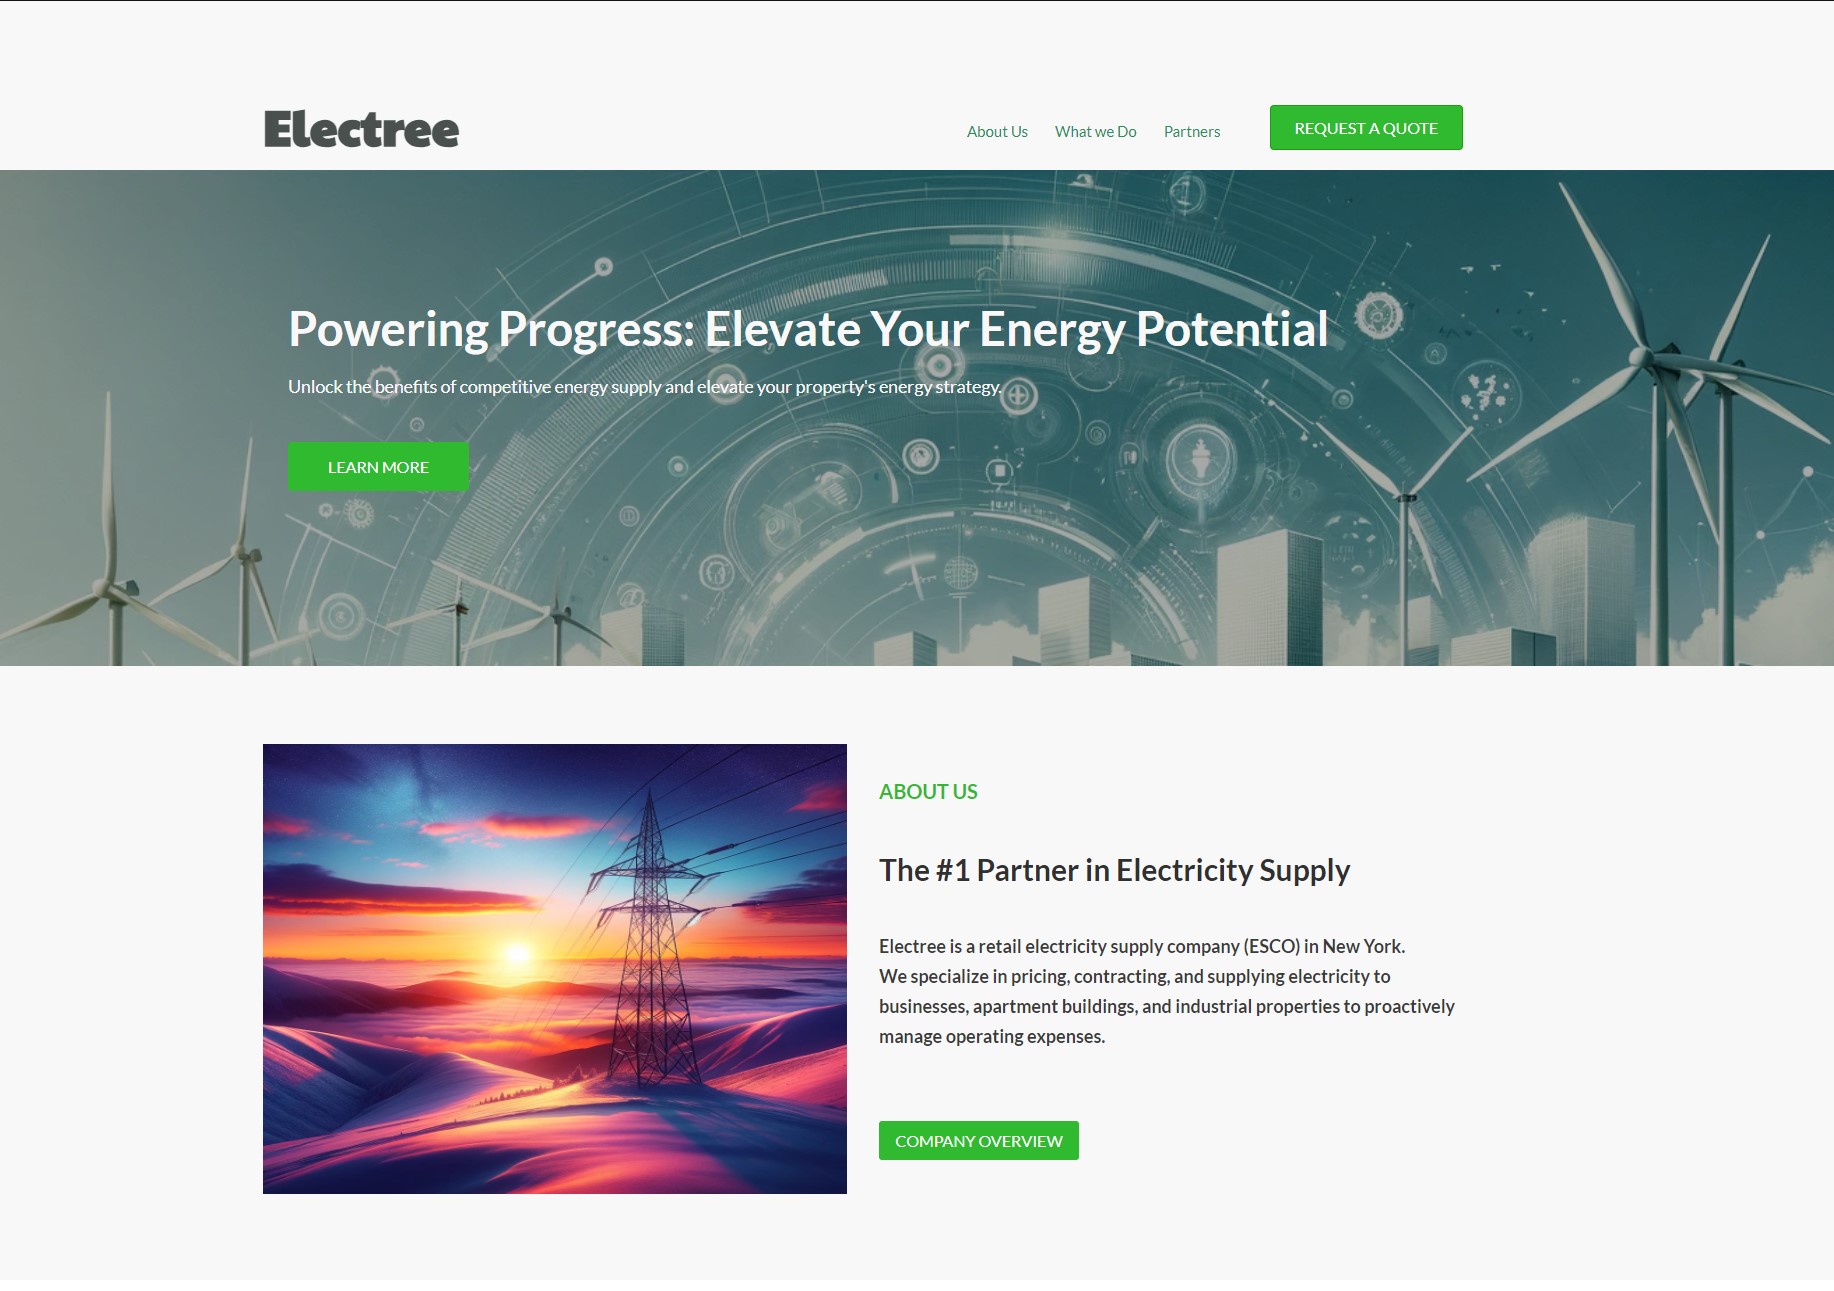 Electree
About Us
What we Do
Partners
REQUEST A QUOTE
Powering Progress: Elevate Your Energy Potential
Unlock the benefits of competitive energy supply and elevate your property's energy strategy.
LEARN MORE
ABOUT US
The #1 Partner in Electricity Supply
Electree is a retail electricity supply company (ESCO) in New York.
We specialize in pricing, contracting, and supplying electricity to
businesses, apartment buildings, and industrial properties to proactively
manage operating expenses.
COMPANY OVERVIEW